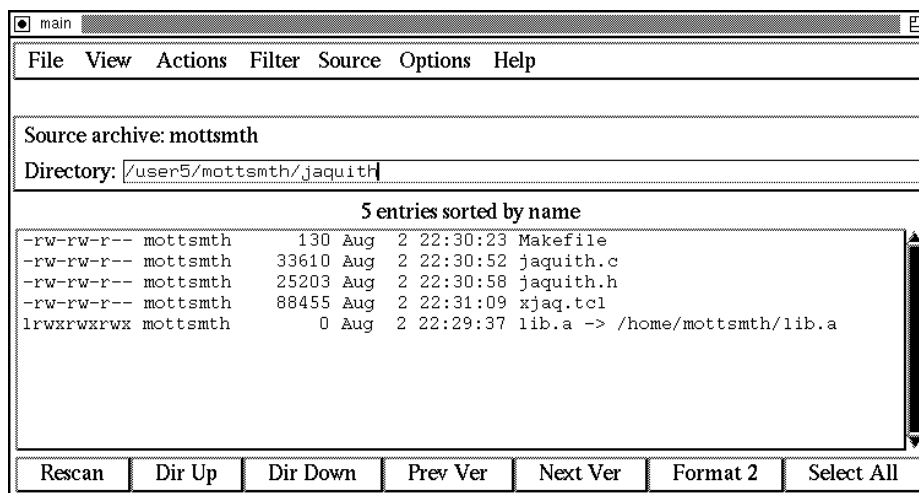 main
File View Actions Filter Source Options Help
Source archive: mottsmth
Directory: /user5/mottsmth/jaquith
5 entries sorted by name
-rw-rw-r-- mottsmth 130 Aug 2 22:30:23 Makefile
-rw-rw-r-- mottsmth 33610 Aug 2 22:30:52 jaquith.c
-rw-rw-r-- mottsmth 25203 Aug 2 22:30:58 jaquith.h
-rw-rw-r-- mottsmth 88455 Aug 2 22:31:09 xjaq.tcl
lrwxrwxrwx mottsmth 0 Aug 2 22:29:37 lib.a -> /home/mottsmth/lib.a
Rescan Dir Up Dir Down Prev Ver Next Ver Format 2 Select All